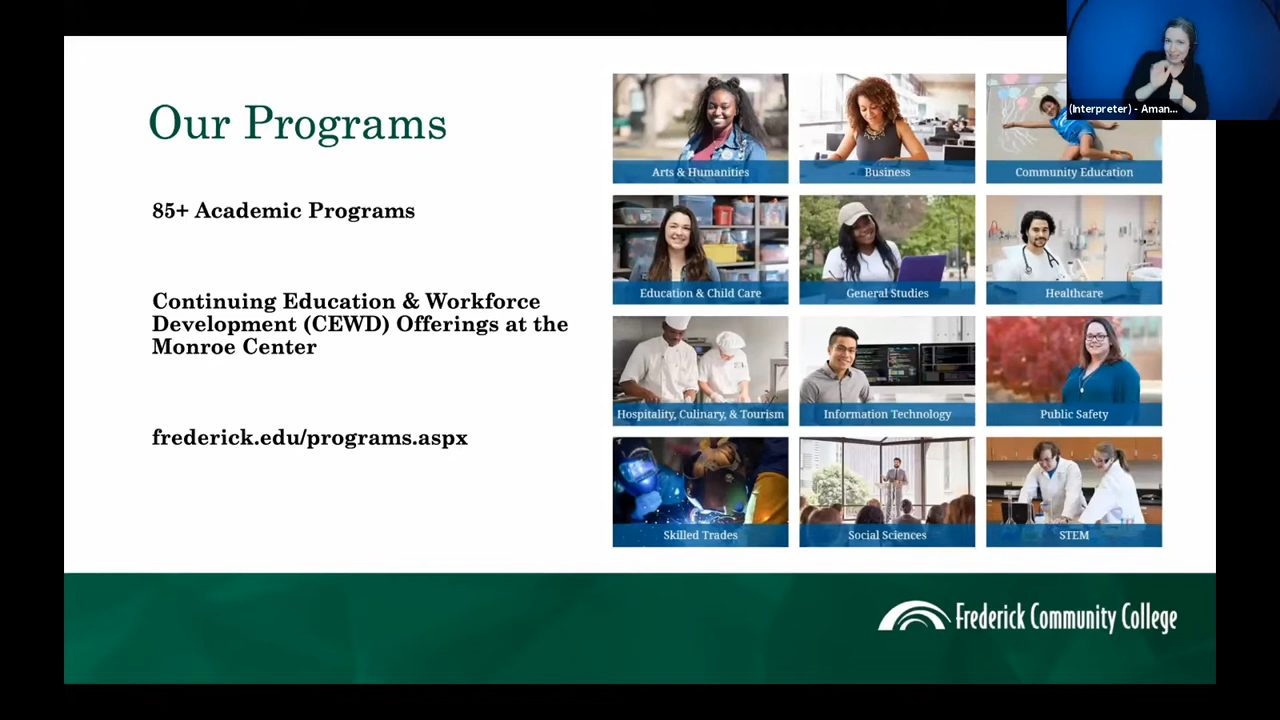 (Interpreter) - Aman...
Our Programs
85+ Academic Programs
Continuing Education & Workforce
Development (CEWD) Offerings at the
Monroe Center
frederick.edu/programs.aspx
Arts & Humanities
Business
Community Education
Education & Child Care
General Studies
Healthcare
Hospitality, Culinary, & Tourism
Information Technology
Public Safety
Skilled Trades
Social Sciences
STEM
Frederick Community College